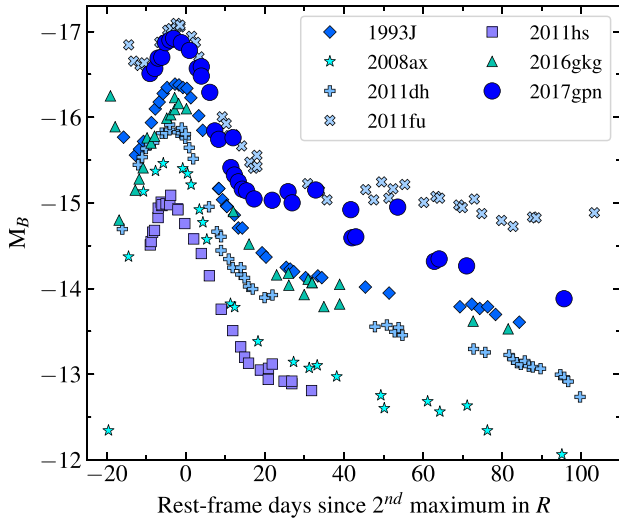 1993J
2008ax
2011dh
2011fu
2011hs
2016gkg
2017gpn
M_B
−17
−16
−15
−14
−13
−12
−20 0 20 40 60 80 100
Rest-frame days since 2^nd maximum in R